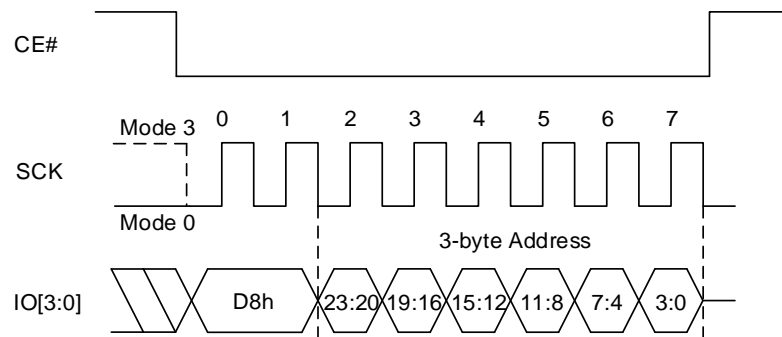 CE#
Mode 3
0 1 2 3 4 5 6 7
SCK
Mode 0
3-byte Address
IO[3:0]
D8h 23:20 19:16 15:12 11:8 7:4 3:0